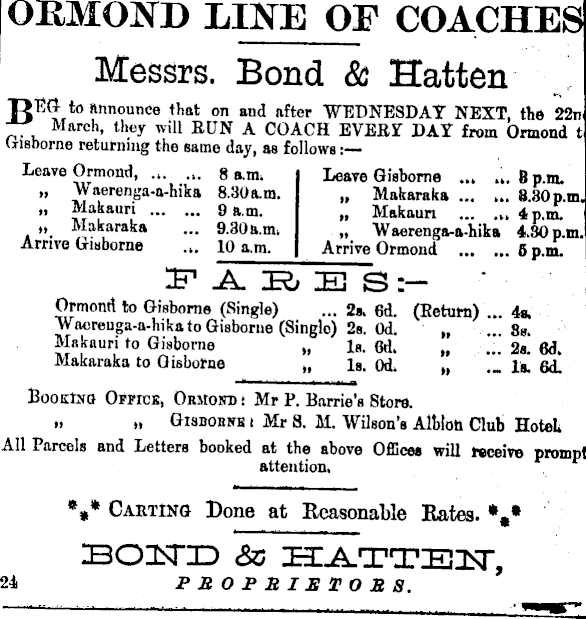 ORMOND LINE OF COACHES
Messrs. Bond & Hatten
BEG to announce that on and after WEDNESDAY NEXT, the 22n
March, they will RUN A COACH EVERY DAY from Ormond t
Gisborne returning the same day, as follows :—
Leave Ormond, ... ... 8 a.m.
„ Waerenga-a-hika 8.30 a.m.
„ Makauri ... ... 9 a.m.
„ Makaraka ... 9.30 a.m.
Arrive Gisborne ... 10 a.m.
Leave Gisborne ... ... 3 p.m.
„ Makaraka ... ... 3.30 p.m.
„ Makauri ... ... 4 p.m.
„ Waerenga-a-hika 4.30 p.m.
Arrive Ormond ... ... 5 p.m.
FARES :—
Ormond to Gisborne (Single) ... 2s. 6d. (Return) ... 4s.
Waerenga-a-hika to Gisborne (Single) 2s. 0d. „ ... 3s.
Makauri to Gisborne „ 1s. 6d. „ ... 2s. 6d.
Makaraka to Gisborne „ 1s. 0d. „ ... 1s. 6d.
BOOKING OFFICE, ORMOND : Mr P. Barrie's Store.
„ „ GISBORNE : Mr S. M. Wilson's Albion Club Hotel.
All Parcels and Letters booked at the above Offices will receive prompt
attention.
*** CARTING Done at Reasonable Rates. ***
BOND & HATTEN,
24 PROPRIETORS.